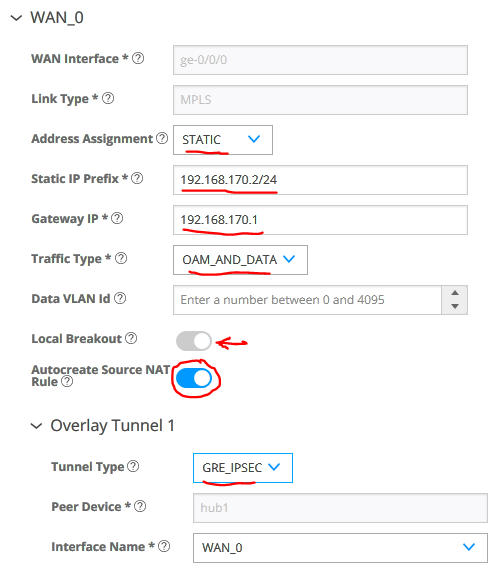 WAN_0
WAN Interface * ?
ge-0/0/0
Link Type * ?
MPLS
Address Assignment ?
STATIC
Static IP Prefix * ?
192.168.170.2/24
Gateway IP * ?
192.168.170.1
Traffic Type * ?
OAM_AND_DATA
Data VLAN Id ?
Enter a number between 0 and 4095
Local Breakout ?
Autocreate Source NAT
Rule ?
Overlay Tunnel 1
Tunnel Type ?
GRE_IPSEC
Peer Device * ?
hub1
Interface Name * ?
WAN_0